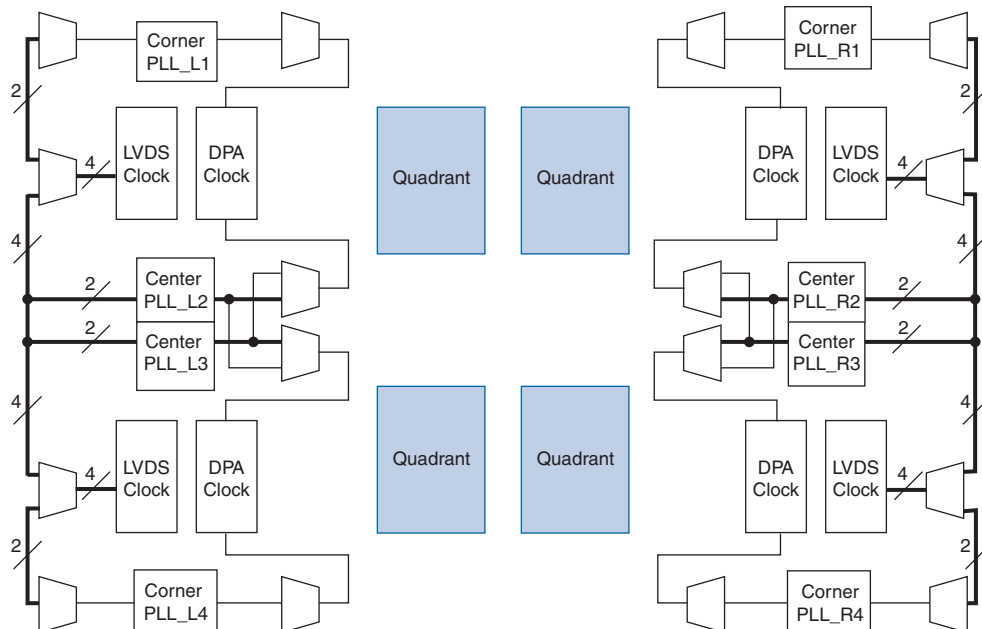 Corner
PLL_L1
Corner
PLL_R1
2
2
LVDS
Clock
DPA
Clock
Quadrant
Quadrant
DPA
Clock
LVDS
Clock
4
4
4
4
2
Center
PLL_L2
Center
PLL_R2
2
2
Center
PLL_L3
Center
PLL_R3
2
4
4
LVDS
Clock
DPA
Clock
Quadrant
Quadrant
DPA
Clock
LVDS
Clock
4
4
2
2
Corner
PLL_L4
Corner
PLL_R4